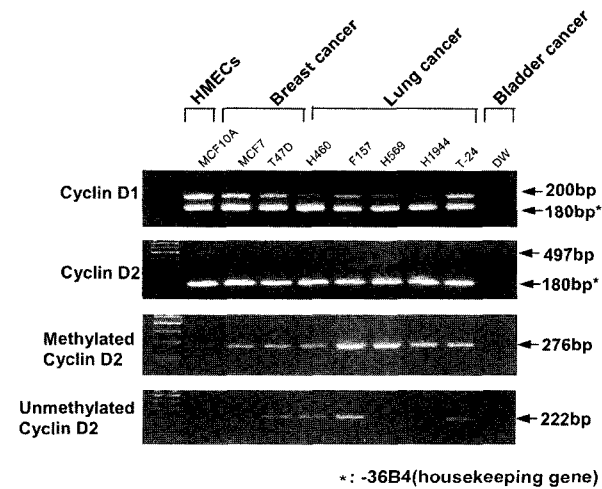 HMECs
Breast cancer
Lung cancer
Bladder cancer
MCF10A
MCF7
T47D
H460
F157
H569
H1944
T-24
DW
Cyclin D1
200bp
180bp*
Cyclin D2
497bp
180bp*
Methylated
Cyclin D2
276bp
Unmethylated
Cyclin D2
222bp
*: -36B4(housekeeping gene)